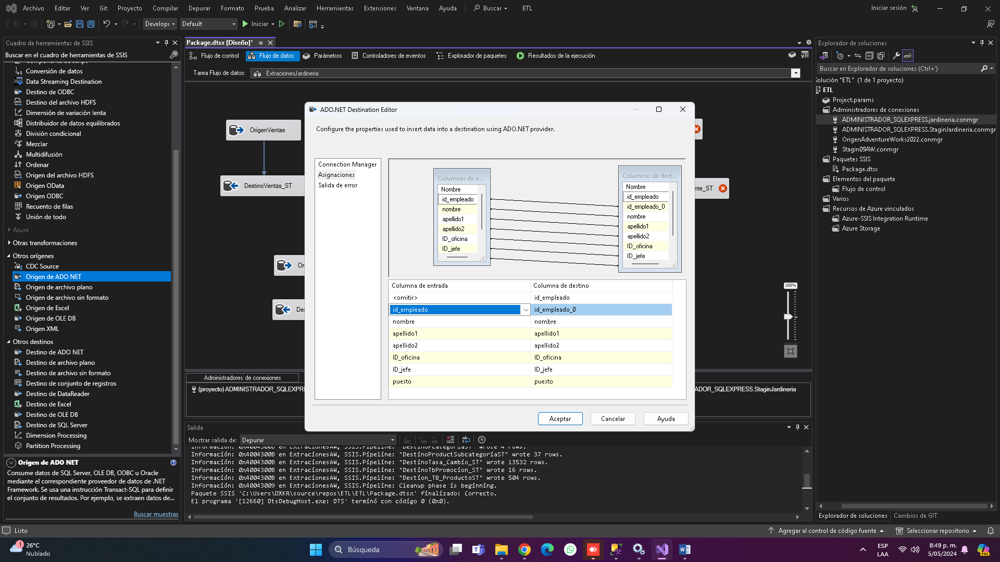 Archivo Editar Ver Git Proyecto Compilar Depurar Formato Prueba Analizar Herramientas Extensiones Ventana Ayuda Buscar ETL Iniciar sesión
Developi Default Iniciar
Cuadro de herramientas de SSIS
Buscar en el cuadro de herramientas de SSIS
Conversión de datos
Data Streaming Destination
Destino de ODBC
Destino del archivo HDFS
Dimensión de variación lenta
Distribuidor de datos equilibrados
División condicional
Mezclar
Multidifusión
Ordenar
Origen del archivo HDFS
Origen OData
Origen ODBC
Recuento de filas
Unión de todo
Azure
Otras transformaciones
Otros orígenes
CDC Source
Origen de ADO NET
Origen de archivo plano
Origen de archivo sin formato
Origen de Excel
Origen de OLE DB
Origen XML
Otros destinos
Destino de ADO NET
Destino de archivo plano
Destino de archivo sin formato
Destino de conjunto de registros
Destino de DataReader
Destino de Excel
Destino de OLE DB
Destino de SQL Server
Dimension Processing
Partition Processing
Origen de ADO NET
Consume datos de SQL Server, OLE DB, ODBC u Oracle
mediante el correspondiente proveedor de datos de .NET
Framework. Se usa una instrucción Transact-SQL para definir
el conjunto de resultados. Por ejemplo, se extraen datos de...
Buscar muestras
Package.dtsx [Diseño]*
Flujo de control Flujo de datos Parámetros Controladores de eventos Explorador de paquetes Resultados de la ejecución
Tarea Flujo de datos: ExtracionesJardineria
OrigenVentas
DestinoVentas_ST
Or
Des
nte_ST
100%
ADO.NET Destination Editor
Configure the properties used to insert data into a destination using ADO.NET provider.
Connection Manager
Asignaciones
Salida de error
Columnas de e...
Nombre
id_empleado
nombre
apellido1
apellido2
ID_oficina
ID_jefe
Columnas de dest...
Nombre
id_empleado
id_empleado_0
nombre
apellido1
apellido2
ID_oficina
ID_jefe
Columna de entrada Columna de destino
<omitir> id_empleado
id_empleado id_empleado_0
nombre nombre
apellido1 apellido1
apellido2 apellido2
ID_oficina ID_oficina
ID_jefe ID_jefe
puesto puesto
Aceptar Cancelar Ayuda
Administradores de conexiones
(proyecto) ADMINISTRADOR_SQLEXPRE
ADOR_SQLEXPRESS.StaginJardineria
Salida
Mostrar salida de: Depurar
Información: 0x4004300B en ExtracionesAW, SSIS.Pipeline: "DestinoPCategoriaST" wrote 4 rows.
Información: 0x4004300B en ExtracionesAW, SSIS.Pipeline: "DestinoProductSubcategoriaST" wrote 37 rows.
Información: 0x4004300B en ExtracionesAW, SSIS.Pipeline: "DestinoTasa_Cambio_ST" wrote 13532 rows.
Información: 0x4004300B en ExtracionesAW, SSIS.Pipeline: "DestinoTbPromocion_ST" wrote 16 rows.
Información: 0x4004300B en ExtracionesAW, SSIS.Pipeline: "Destion_TB_ProductoST" wrote 504 rows.
Información: 0x40043009 en ExtracionesAW, SSIS.Pipeline: Cleanup phase is beginning.
Paquete SSIS 'C:\Users\OXKR\source\repos\ETL\ETL\Package.dtsx' finalizado: Correcto.
El programa '[12660] DtsDebugHost.exe: DTS' terminó con código 0 (0x0).
Explorador de soluciones
Buscar en Explorador de soluciones (Ctrl+´)
Solución "ETL" (1 de 1 proyecto)
ETL
Project.params
Administradores de conexiones
ADMINISTRADOR_SQLEXPRESS.jardineria.conmgr
ADMINISTRADOR_SQLEXPRESS.StaginJardineria.conmgr
OrigenAdventureWorks2022.conmgr
Stagin09AW.conmgr
Paquetes SSIS
Package.dtsx
Elementos del paquete
Flujo de control
Varios
Recursos de Azure vinculados
Azure-SSIS Integration Runtime
Azure Storage
Explorador de soluciones Cambios de GIT
Listo Agregar al control de código fuente Seleccionar repositorio
1
26°C
Nublado
Búsqueda
ESP
LAA
8:49 p. m.
5/05/2024
PRE